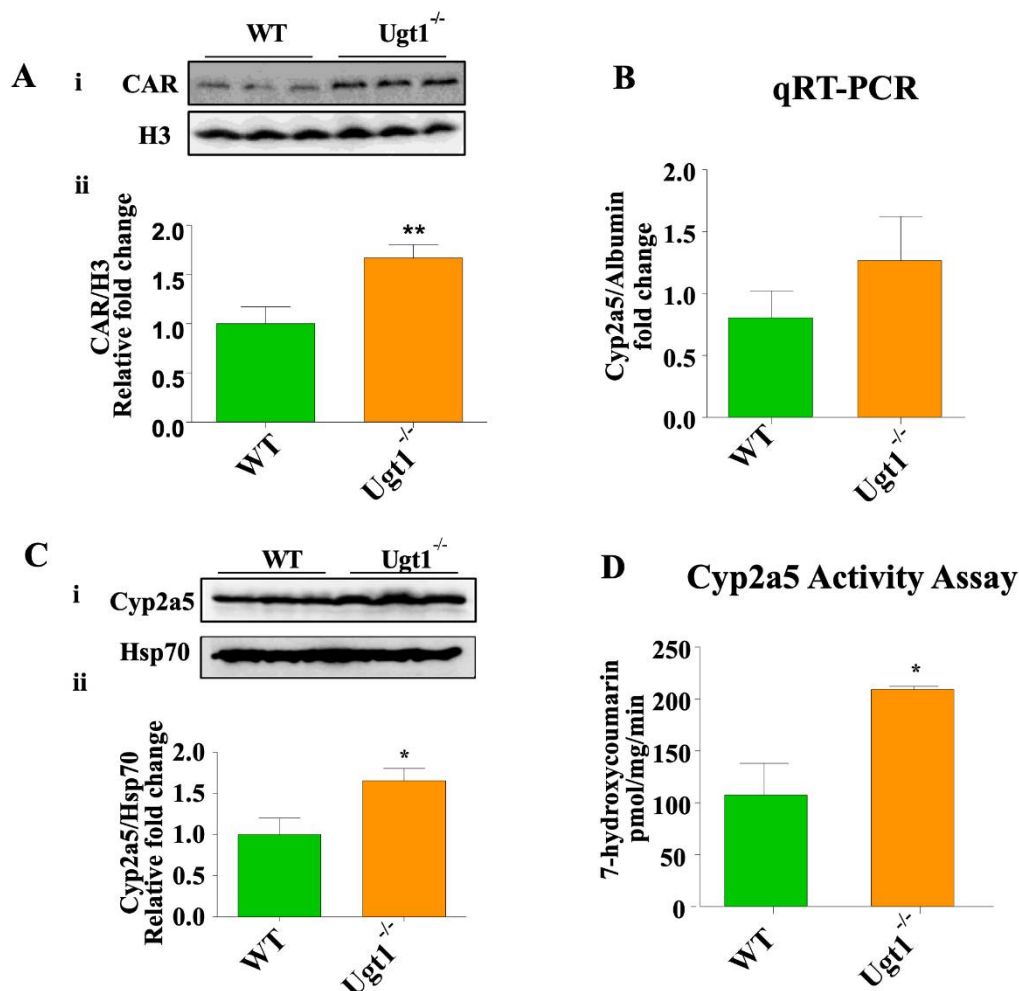 A
WT Ugt1-/-
i CAR
H3
ii
CAR/H3
Relative fold change
2.0
1.5
1.0
0.5
0.0
**
WT
Ugt1-/-
B
qRT-PCR
Cyp2a5/Albumin
fold change
2.0
1.5
1.0
0.5
0.0
WT
Ugt1-/-
C
WT Ugt1-/-
i Cyp2a5
Hsp70
ii
Cyp2a5/Hsp70
Relative fold change
2.0
1.5
1.0
0.5
0.0
*
WT
Ugt1-/-
D
Cyp2a5 Activity Assay
7-hydroxycoumarin
pmol/mg/min
250
200
150
100
50
0
*
WT
Ugt1-/-